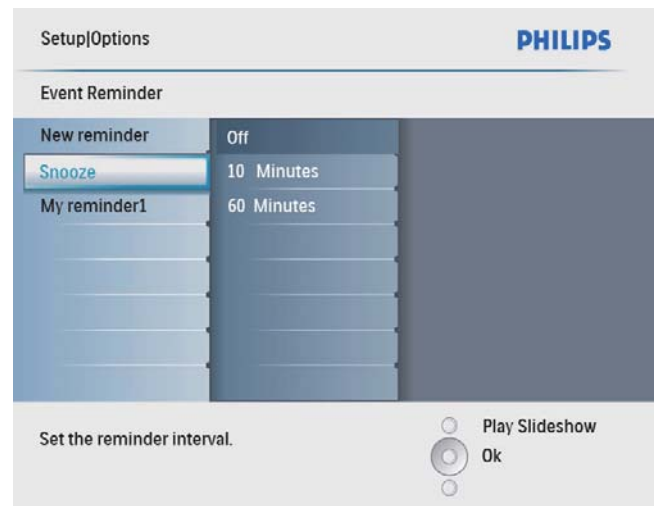 Setup|Options
PHILIPS
Event Reminder
New reminder
Off
Snooze
10 Minutes
My reminder1
60 Minutes
Set the reminder interval.
Play Slideshow
Ok